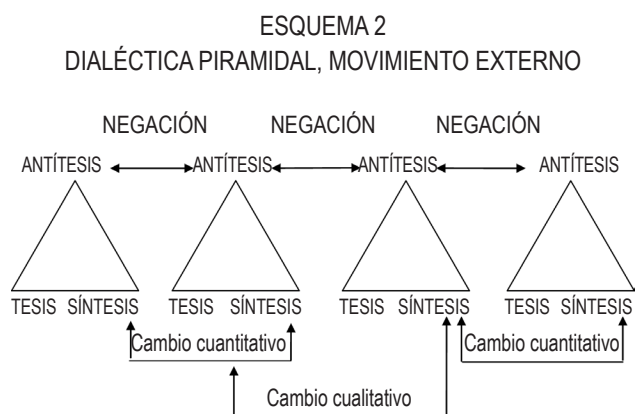 ESQUEMA 2
DIALÉCTICA PIRAMIDAL, MOVIMIENTO EXTERNO
NEGACIÓN NEGACIÓN NEGACIÓN
ANTÍTESIS ANTÍTESIS ANTÍTESIS ANTÍTESIS
TESIS SÍNTESIS TESIS SÍNTESIS TESIS SÍNTESIS TESIS SÍNTESIS
Cambio cuantitativo Cambio cuantitativo
Cambio cualitativo